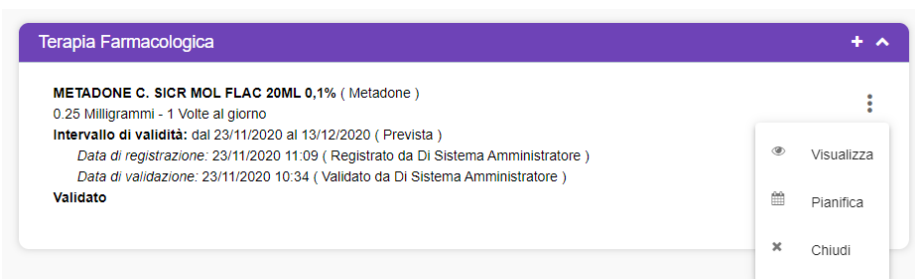 Terapia Farmacologica
METADONE C. SICR MOL FLAC 20ML 0,1% ( Metadone )
0.25 Milligrammi - 1 Volte al giorno
Intervallo di validità: dal 23/11/2020 al 13/12/2020 ( Prevista )
Data di registrazione: 23/11/2020 11:09 ( Registrato da Di Sistema Amministratore )
Data di validazione: 23/11/2020 10:34 ( Validato da Di Sistema Amministratore )
Validato
Visualizza
Pianifica
Chiudi